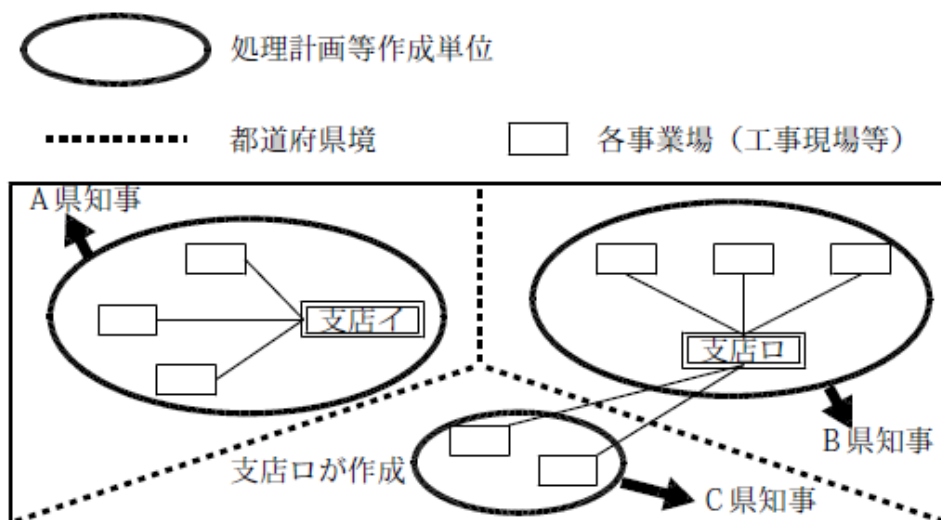 処理計画等作成単位
都道府県境
各事業場（工事現場等）
A県知事
支店イ
支店ロ
B県知事
支店ロが作成
C県知事